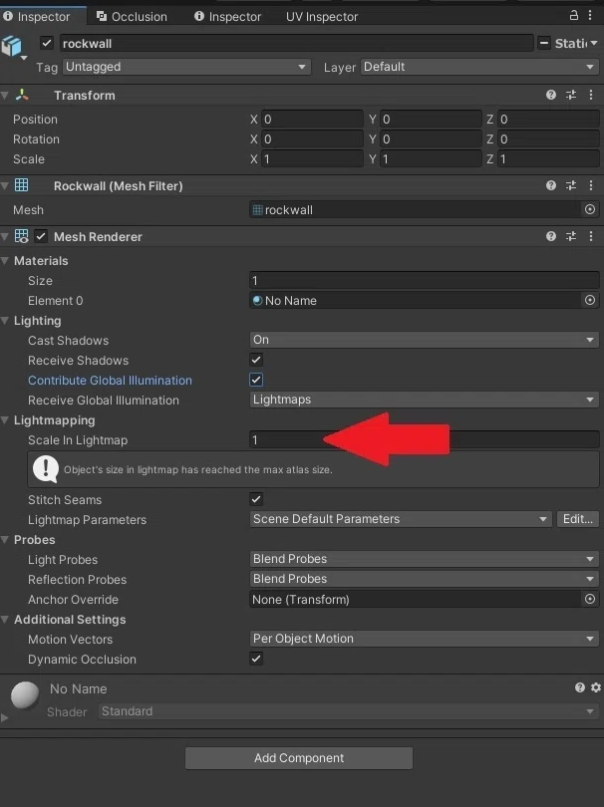 Inspector Occlusion Inspector UV Inspector
rockwall Static
Tag Untagged Layer Default
Transform
Position X 0 Y 0 Z 0
Rotation X 0 Y 0 Z 0
Scale X 1 Y 1 Z 1
Rockwall (Mesh Filter)
Mesh rockwall
Mesh Renderer
Materials
Size 1
Element 0 No Name
Lighting
Cast Shadows On
Receive Shadows
Contribute Global Illumination
Receive Global Illumination Lightmaps
Lightmapping
Scale In Lightmap 1
Object's size in lightmap has reached the max atlas size.
Stitch Seams
Lightmap Parameters Scene Default Parameters Edit...
Probes
Light Probes Blend Probes
Reflection Probes Blend Probes
Anchor Override None (Transform)
Additional Settings
Motion Vectors Per Object Motion
Dynamic Occlusion
No Name
Shader Standard
Add Component